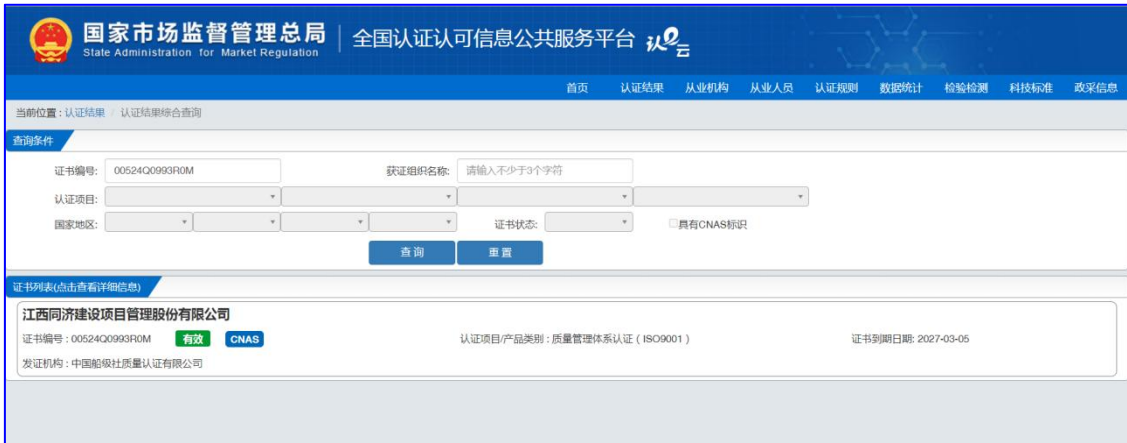 国家市场监督管理总局 全国认证认可信息公共服务平台 认e云
State Administration for Market Regulation
首页 认证结果 从业机构 从业人员 认证规则 数据统计 检验检测 科技标准 政采信息
当前位置 : 认证结果 / 认证结果综合查询
查询条件
证书编号: 00524Q0993R0M 获证组织名称: 请输入不少于3个字符
认证项目:
国家地区: 证书状态: 具有CNAS标识
查询 重置
证书列表(点击查看详细信息)
江西同济建设项目管理股份有限公司
证书编号 : 00524Q0993R0M 有效 CNAS 认证项目/产品类别 : 质量管理体系认证 ( ISO9001 ) 证书到期日期: 2027-03-05
发证机构 : 中国船级社质量认证有限公司